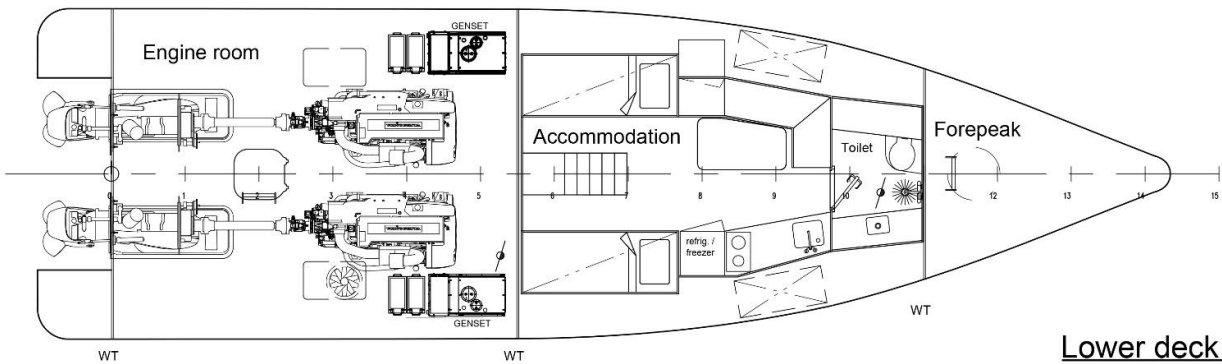 GENSET
Engine room
Accommodation
Toilet
Forepeak
0 1 2 3 5 6 7 8 9 10 11 12 13 14 15
refrig. /
freezer
GENSET
WT
WT
WT
Lower deck